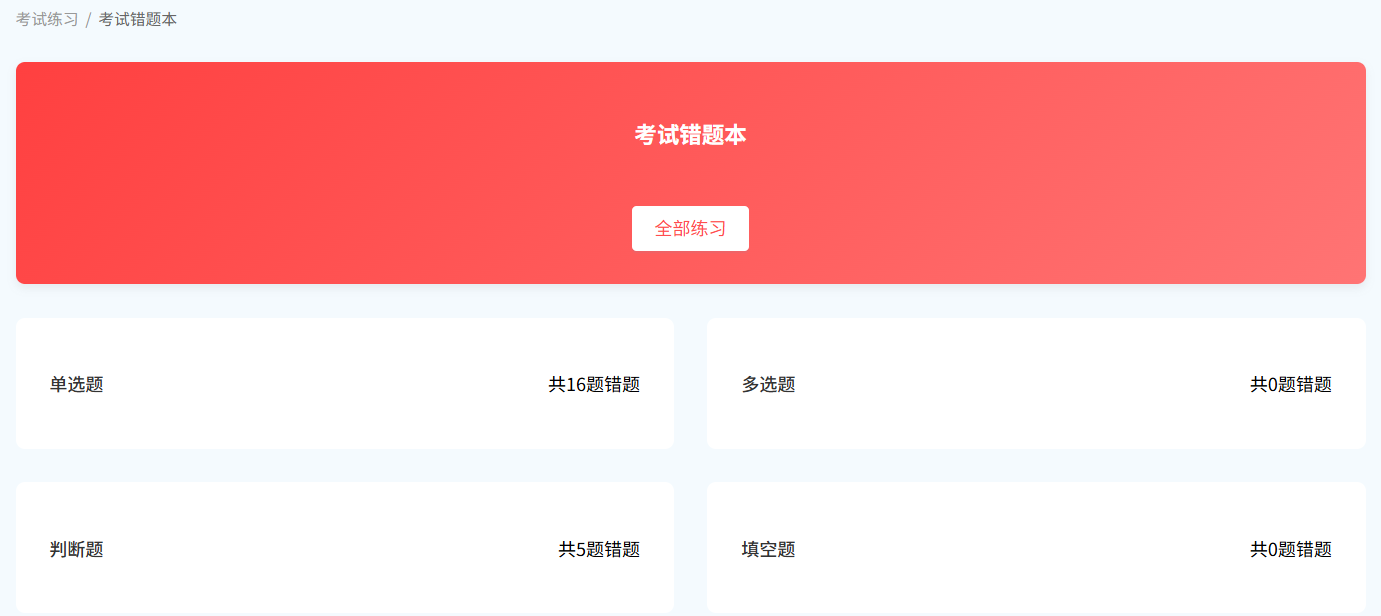 考试练习 / 考试错题本
考试错题本
全部练习
单选题 共16题错题
多选题 共0题错题
判断题 共5题错题
填空题 共0题错题